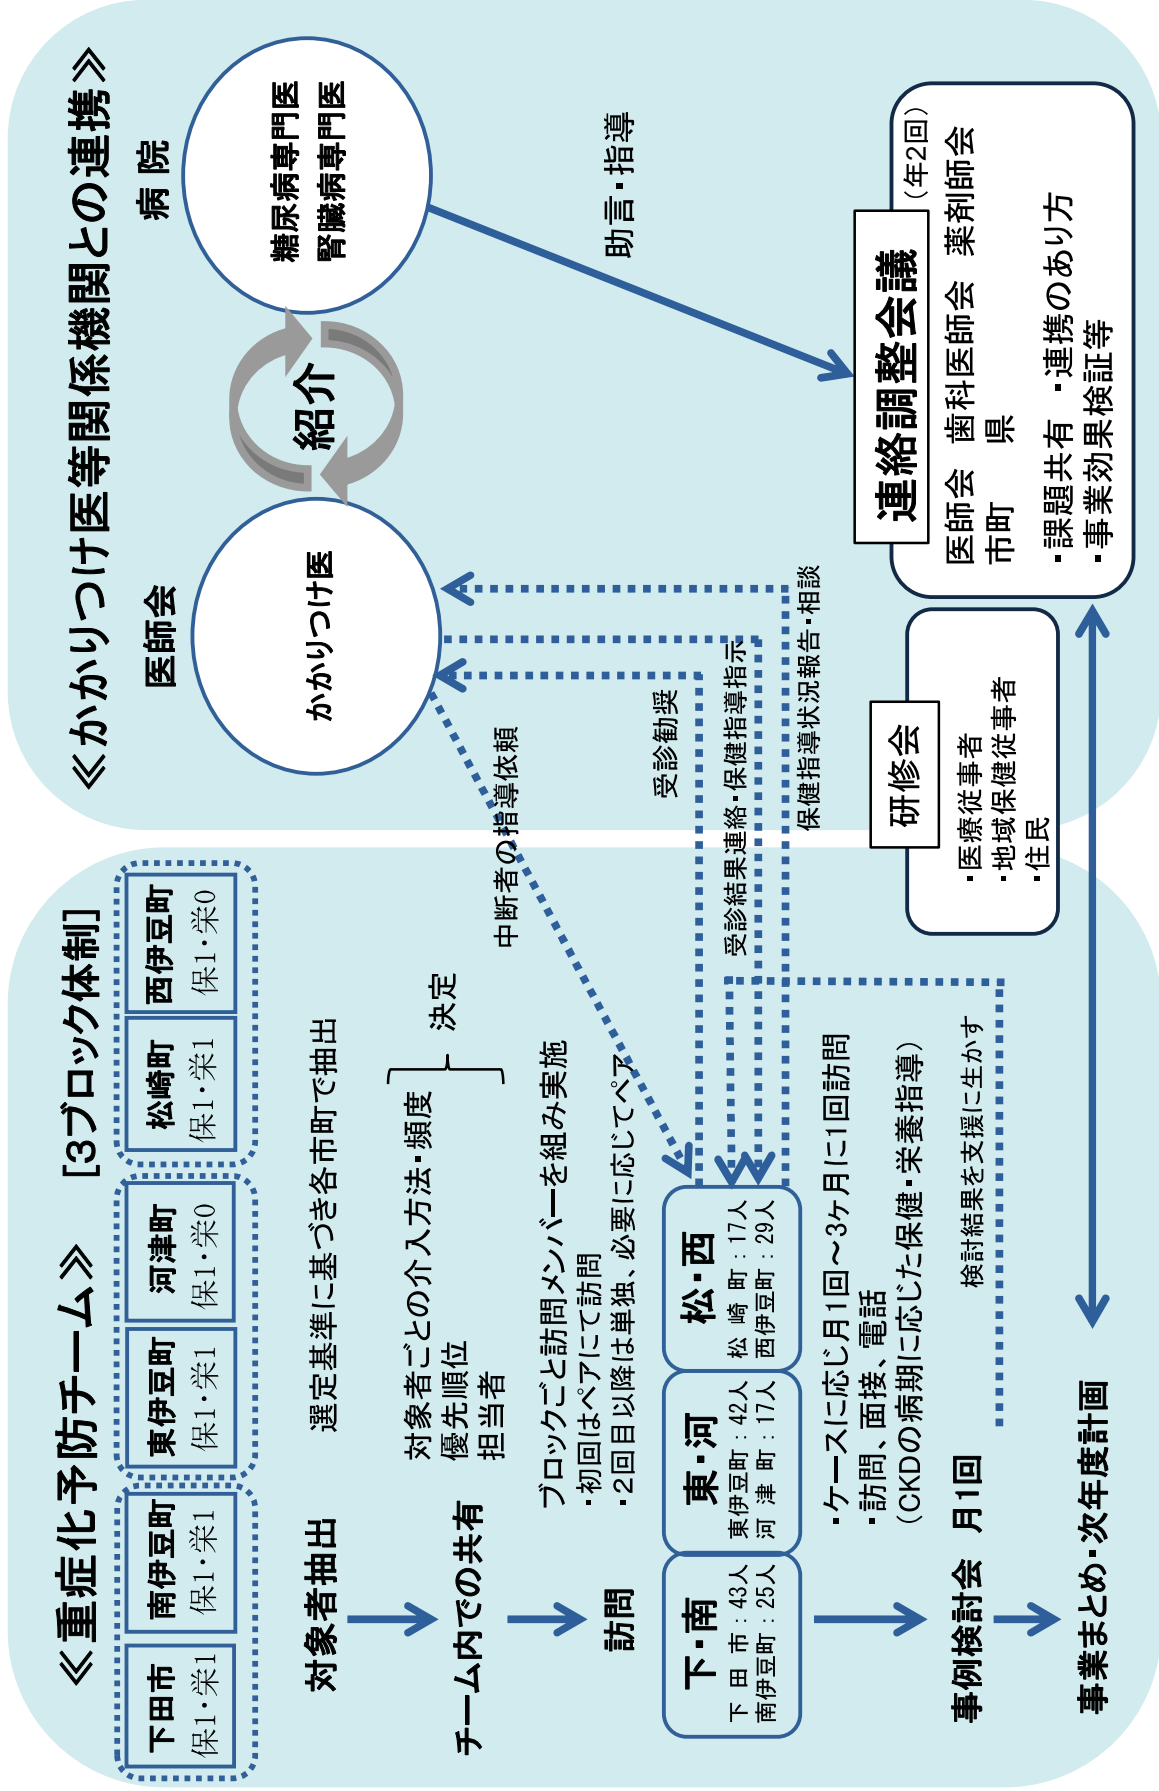 ≪重症化予防チーム≫ [３ブロック体制]
下田市
保1・栄1
南伊豆町
保1・栄1
東伊豆町
保1・栄1
河津町
保1・栄0
松崎町
保1・栄1
西伊豆町
保1・栄0
対象者抽出
選定基準に基づき各市町で抽出
チーム内での共有
対象者ごとの介入方法・頻度
優先順位
担当者
決定
訪問
ブロックごと訪問メンバーを組み実施
・初回はペアにて訪問
・２回目以降は単独、必要に応じてペア
下・南
下 田 市：43人
南伊豆町：25人
東・河
東伊豆町：42人
河 津 町：17人
松・西
松 崎 町：17人
西伊豆町：29人
・ケースに応じ月１回～３ヶ月に１回訪問
・訪問、面接、電話
（CKDの病期に応じた保健・栄養指導）
事例検討会 月1回
検討結果を支援に生かす
事業まとめ・次年度計画
≪かかりつけ医等関係機関との連携≫
医師会
かかりつけ医
紹介
病 院
糖尿病専門医
腎臓病専門医
中断者の指導依頼
助言・指導
受診勧奨
受診結果連絡・保健指導指示
保健指導状況報告・相談
研修会
・医療従事者
・地域保健従事者
・住民
連絡調整会議
（年2回）
医師会 歯科医師会 薬剤師会
市町 県
・課題共有 ・連携のあり方
・事業効果検証等